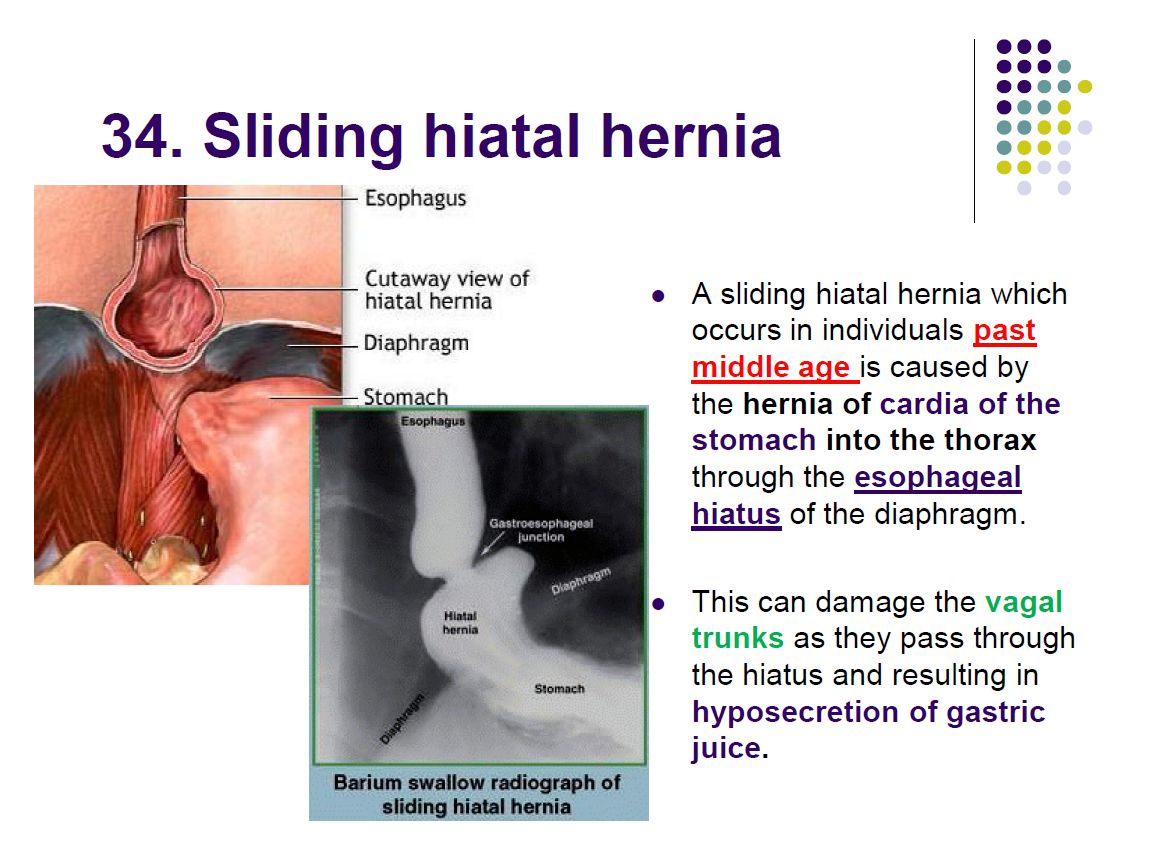 34. Sliding hiatal hernia
Esophagus
Cutaway view of
hiatal hernia
Diaphragm
Stomach
Esophagus
Gastroesophageal
junction
Diaphragm
Hiatal
hernia
Stomach
Diaphragm
Barium swallow radiograph of
sliding hiatal hernia
A sliding hiatal hernia which
occurs in individuals past
middle age is caused by
the hernia of cardia of the
stomach into the thorax
through the esophageal
hiatus of the diaphragm.
This can damage the vagal
trunks as they pass through
the hiatus and resulting in
hyposecretion of gastric
juice.